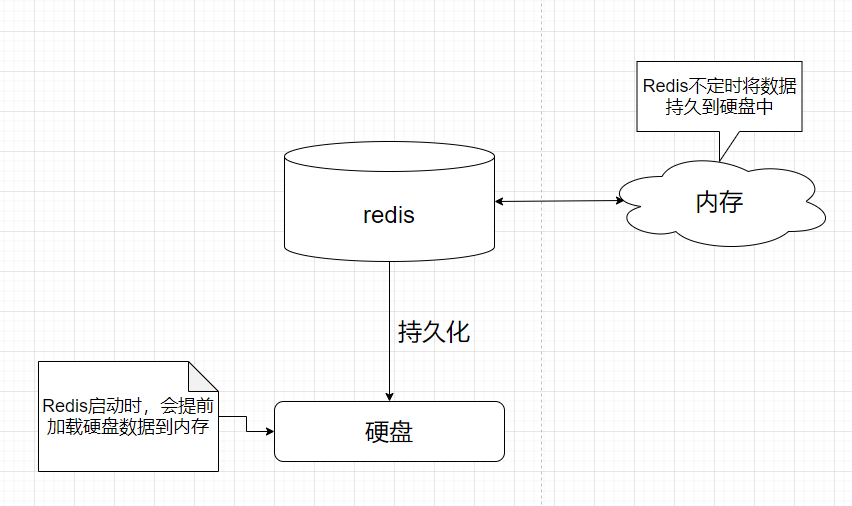 Redis不定时将数据
持久到硬盘中
内存
redis
持久化
Redis启动时，会提前
加载硬盘数据到内存
硬盘